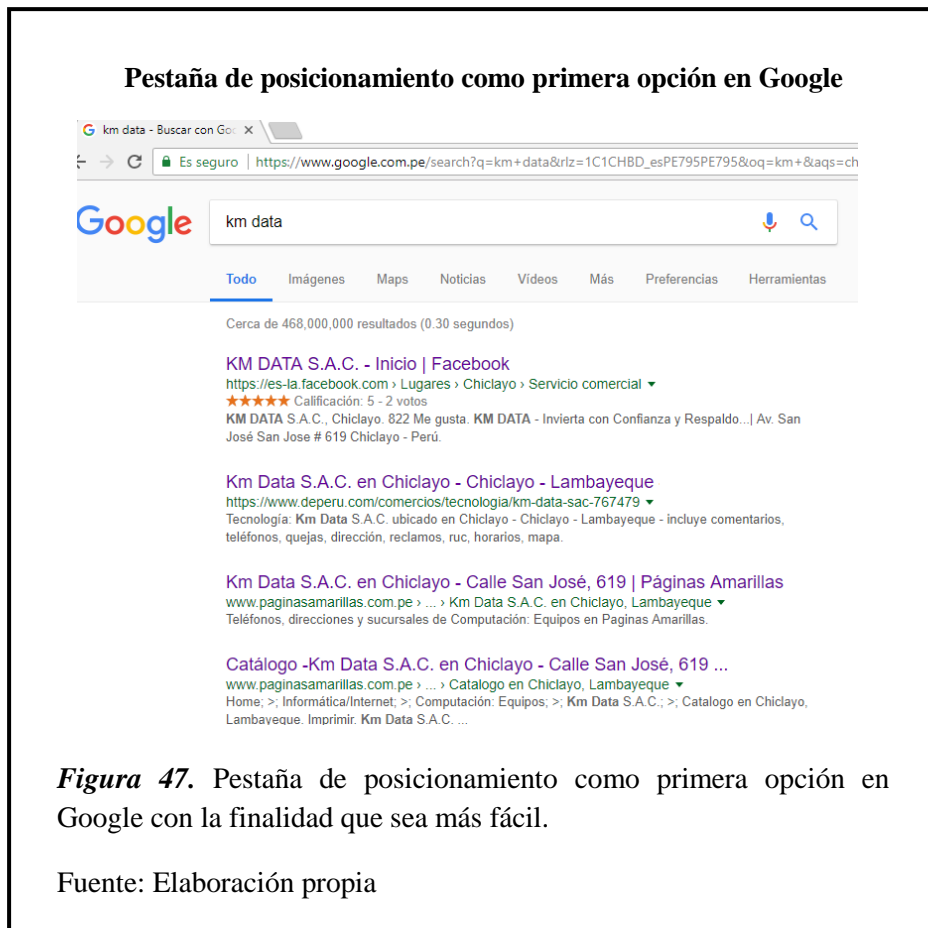 Pestaña de posicionamiento como primera opción en Google
km data - Buscar con Goo
Es seguro | https://www.google.com.pe/search?q=km+data&rlz=1C1CHBD_esPE795PE795&oq=km+&aqs=ch
Google km data
Todo Imágenes Maps Noticias Vídeos Más Preferencias Herramientas
Cerca de 468,000,000 resultados (0.30 segundos)
KM DATA S.A.C. - Inicio | Facebook
https://es-la.facebook.com › Lugares › Chiclayo › Servicio comercial ▼
★★★★★ Calificación: 5 - 2 votos
KM DATA S.A.C., Chiclayo. 822 Me gusta. KM DATA - Invierta con Confianza y Respaldo...| Av. San
José San Jose # 619 Chiclayo - Perú.
Km Data S.A.C. en Chiclayo - Chiclayo - Lambayeque
https://www.deperu.com/comercios/tecnologia/km-data-sac-767479 ▼
Tecnología: Km Data S.A.C. ubicado en Chiclayo - Chiclayo - Lambayeque - incluye comentarios,
teléfonos, quejas, dirección, reclamos, ruc, horarios, mapa.
Km Data S.A.C. en Chiclayo - Calle San José, 619 | Páginas Amarillas
www.paginasamarillas.com.pe › ... › Km Data S.A.C. en Chiclayo, Lambayeque ▼
Teléfonos, direcciones y sucursales de Computación: Equipos en Paginas Amarillas.
Catálogo -Km Data S.A.C. en Chiclayo - Calle San José, 619 ...
www.paginasamarillas.com.pe › ... › Catalogo en Chiclayo, Lambayeque ▼
Home; >; Informática/Internet; >; Computación: Equipos; >; Km Data S.A.C.; >; Catalogo en Chiclayo,
Lambayeque. Imprimir. Km Data S.A.C. ...
Figura 47. Pestaña de posicionamiento como primera opción en
Google con la finalidad que sea más fácil.
Fuente: Elaboración propia